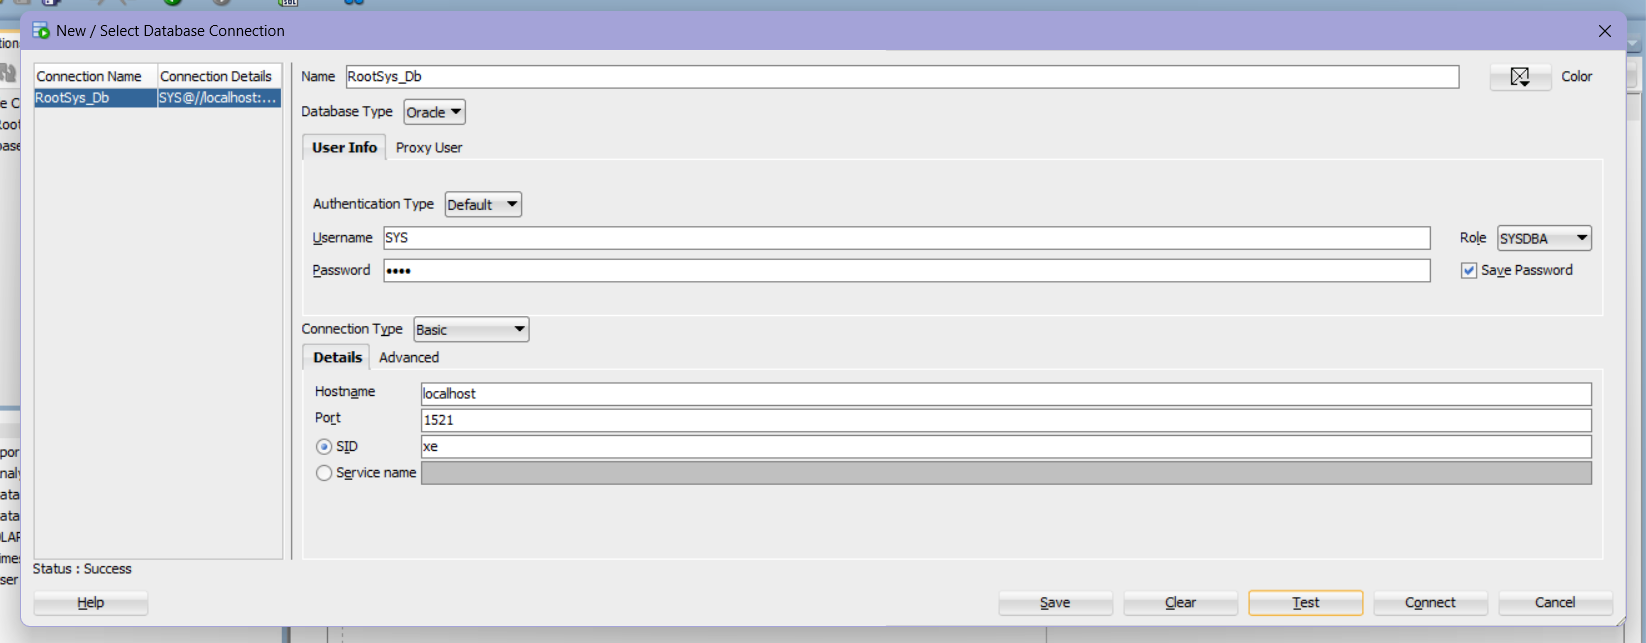 New / Select Database Connection
Connection Name Connection Details
RootSys_Db SYS@//localhost:...
Name RootSys_Db
Color
Database Type Oracle
User Info Proxy User
Authentication Type Default
Username SYS
Role SYSDBA
Password ••••
Save Password
Connection Type Basic
Details Advanced
Hostname localhost
Port 1521
SID xe
Service name
Status : Success
Help Save Clear Test Connect Cancel